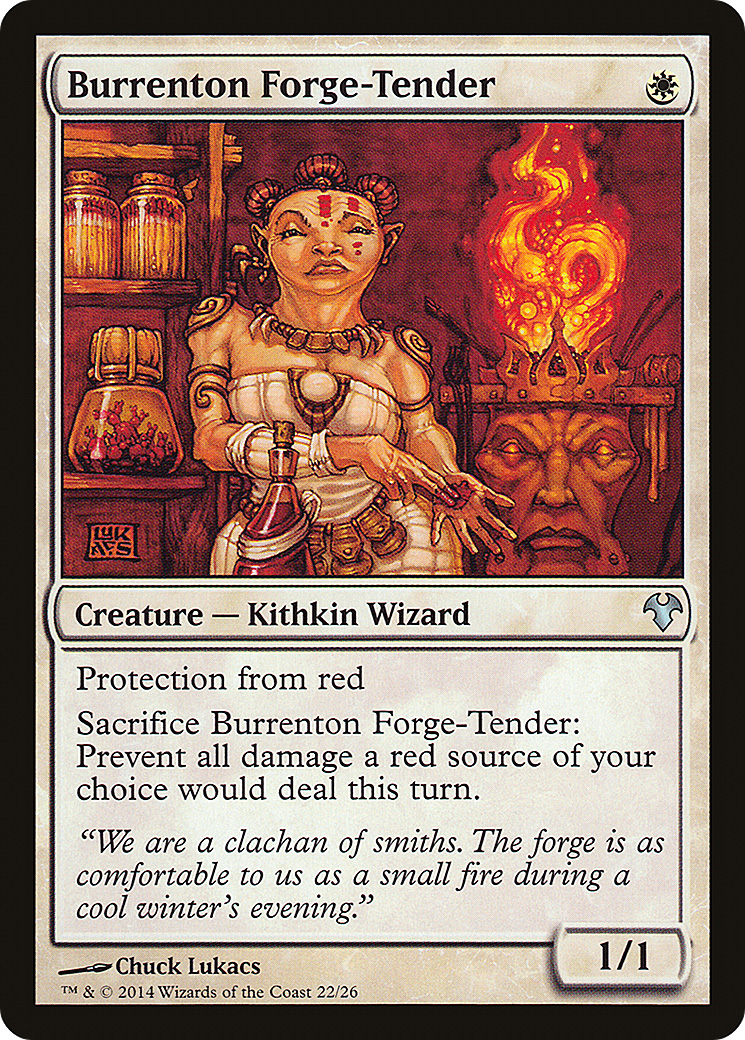 Burrenton Forge-Tender
LUK
AFS
Creature — Kithkin Wizard
Protection from red
Sacrifice Burrenton Forge-Tender:
Prevent all damage a red source of your
choice would deal this turn.
“We are a clachan of smiths. The forge is as
comfortable to us as a small fire during a
cool winter’s evening.”
1/1
Chuck Lukacs
™ & © 2014 Wizards of the Coast 22/26